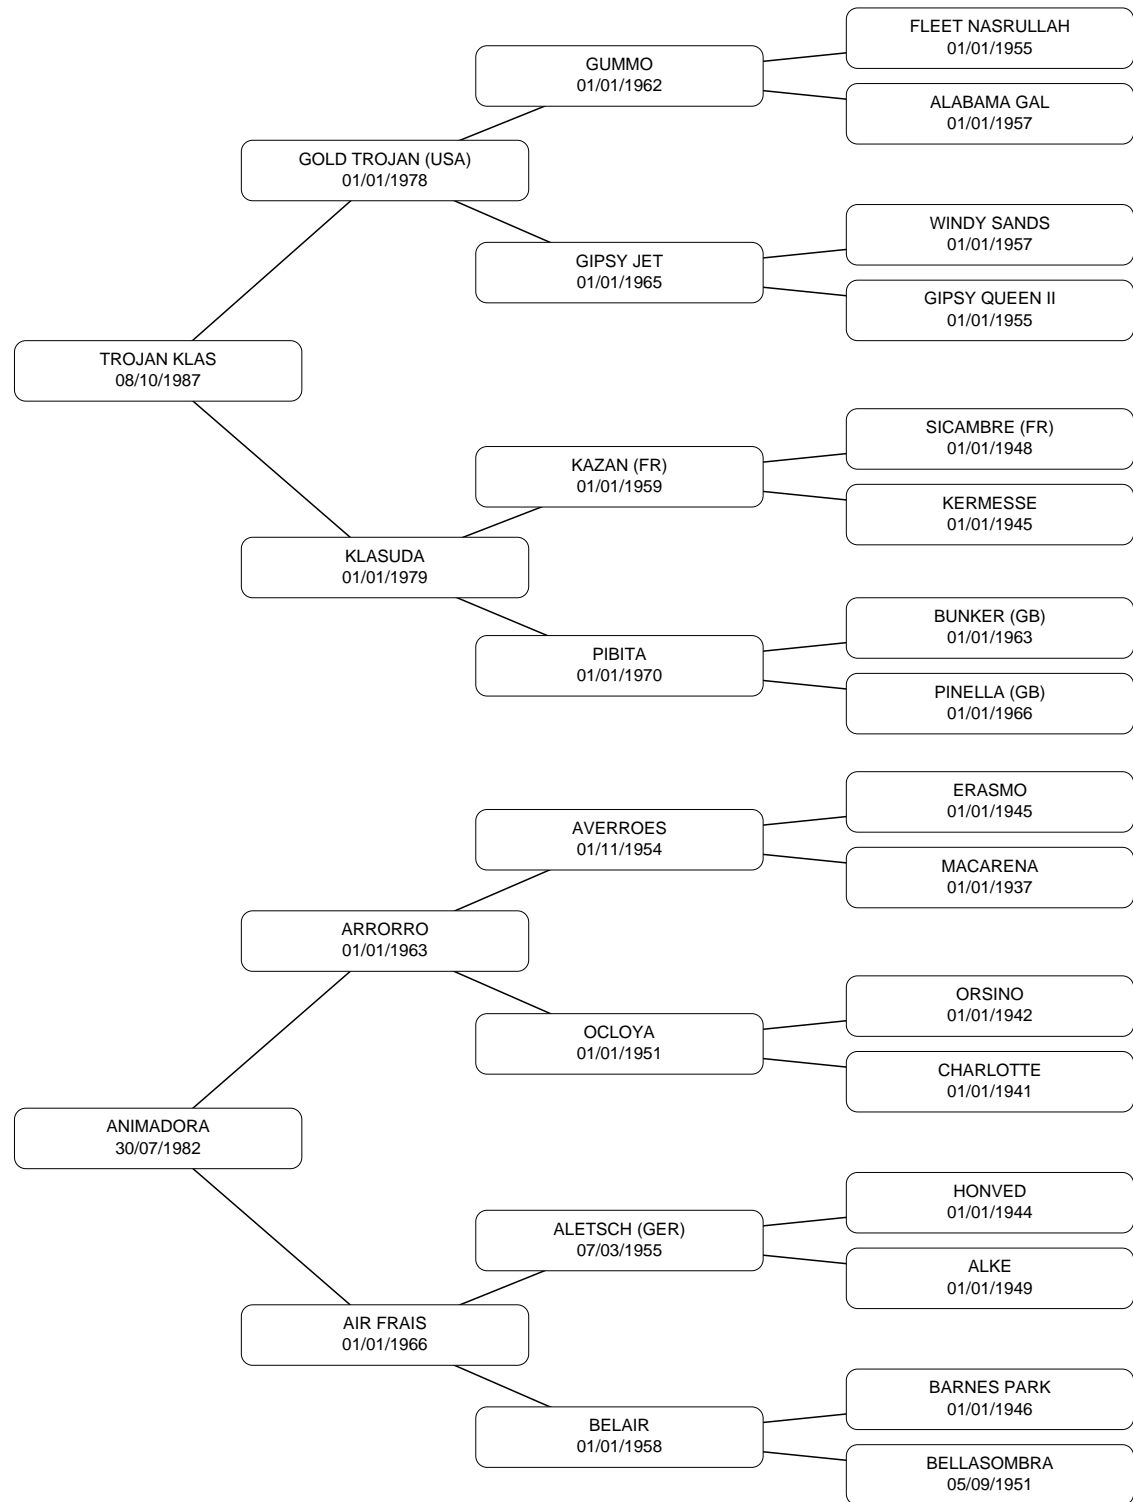 FLEET NASRULLAH
01/01/1955
GUMMO
01/01/1962
ALABAMA GAL
01/01/1957
GOLD TROJAN (USA)
01/01/1978
WINDY SANDS
01/01/1957
GIPSY JET
01/01/1965
GIPSY QUEEN II
01/01/1955
TROJAN KLAS
08/10/1987
SICAMBRE (FR)
01/01/1948
KAZAN (FR)
01/01/1959
KERMESSE
01/01/1945
KLASUDA
01/01/1979
BUNKER (GB)
01/01/1963
PIBITA
01/01/1970
PINELLA (GB)
01/01/1966
ERASMO
01/01/1945
AVERROES
01/11/1954
MACARENA
01/01/1937
ARRORRO
01/01/1963
ORSINO
01/01/1942
OCLOYA
01/01/1951
CHARLOTTE
01/01/1941
ANIMADORA
30/07/1982
HONVED
01/01/1944
ALETSCH (GER)
07/03/1955
ALKE
01/01/1949
AIR FRAIS
01/01/1966
BARNES PARK
01/01/1946
BELAIR
01/01/1958
BELLASOMBRA
05/09/1951